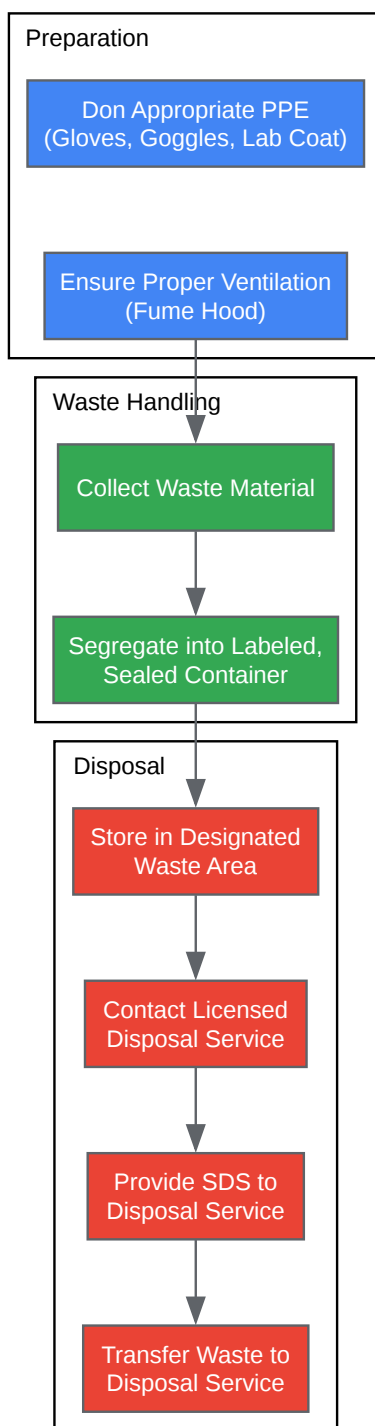 Preparation
Don Appropriate PPE
(Gloves, Goggles, Lab Coat)
Ensure Proper Ventilation
(Fume Hood)
Waste Handling
Collect Waste Material
Segregate into Labeled,
Sealed Container
Disposal
Store in Designated
Waste Area
Contact Licensed
Disposal Service
Provide SDS to
Disposal Service
Transfer Waste to
Disposal Service